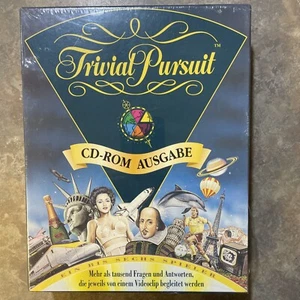 Trivial Pursuit
TM
CD-ROM AUSGABE
EIN BIS SECHS SPIELER
Mehr als tausend Fragen und Antworten,
die jeweils von einem Videoclip begleitet werden